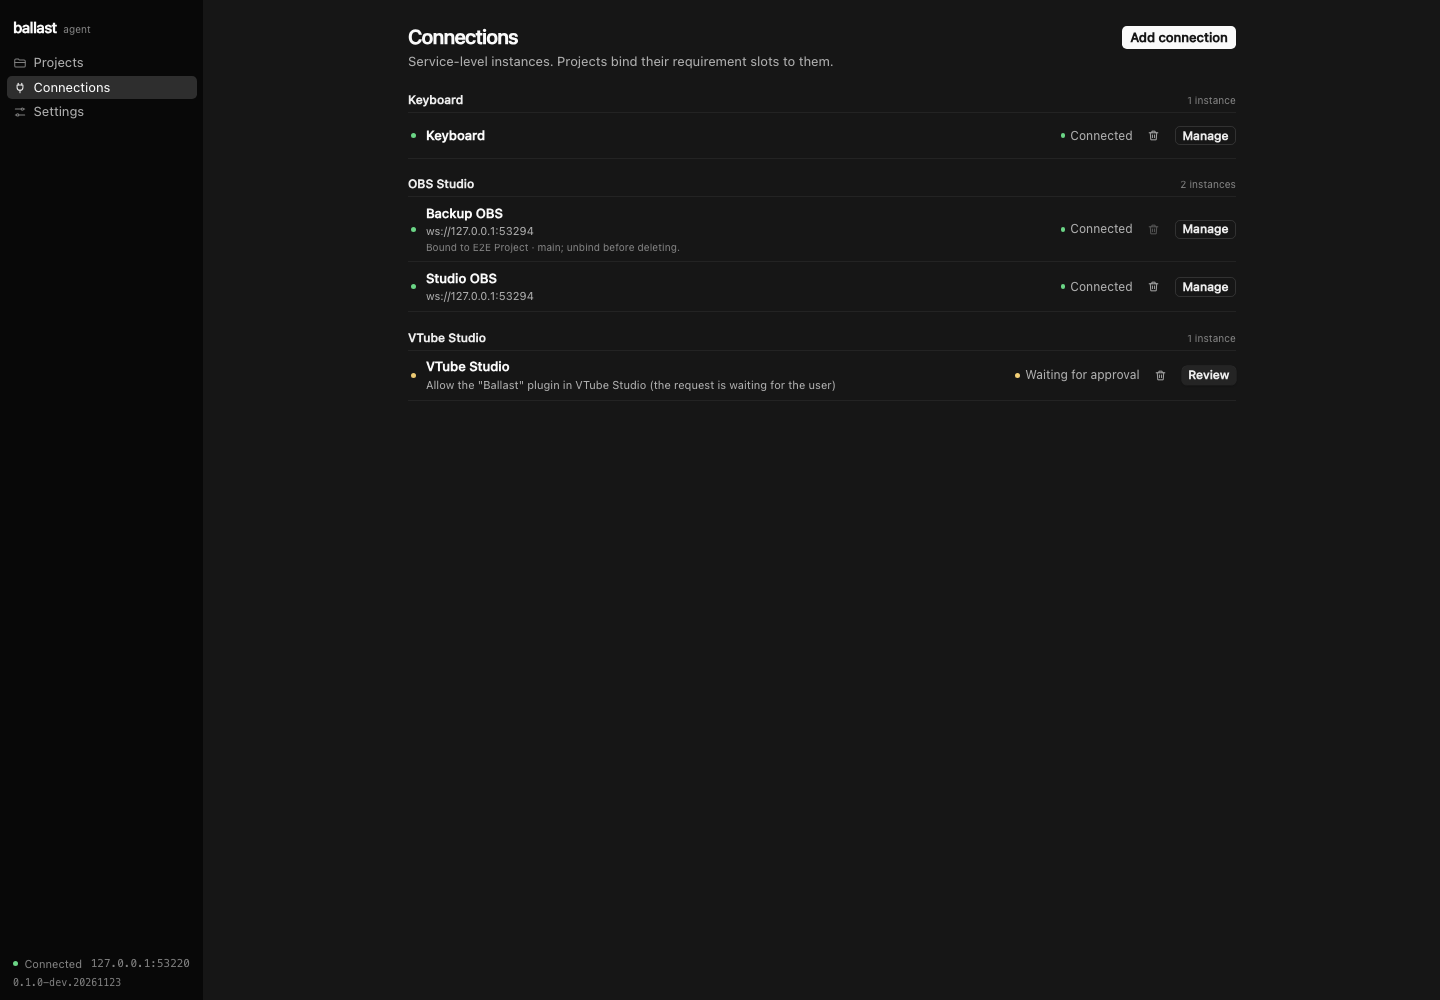 ballast agent
Projects
Connections
Settings
Connections
Add connection
Service-level instances. Projects bind their requirement slots to them.
Keyboard 1 instance
Keyboard Connected Manage
OBS Studio 2 instances
Backup OBS
ws://127.0.0.1:53294 Connected Manage
Bound to E2E Project · main; unbind before deleting.
Studio OBS
ws://127.0.0.1:53294 Connected Manage
VTube Studio 1 instance
VTube Studio
Allow the "Ballast" plugin in VTube Studio (the request is waiting for the user) Waiting for approval Review
Connected 127.0.0.1:53220
0.1.0-dev.20261123